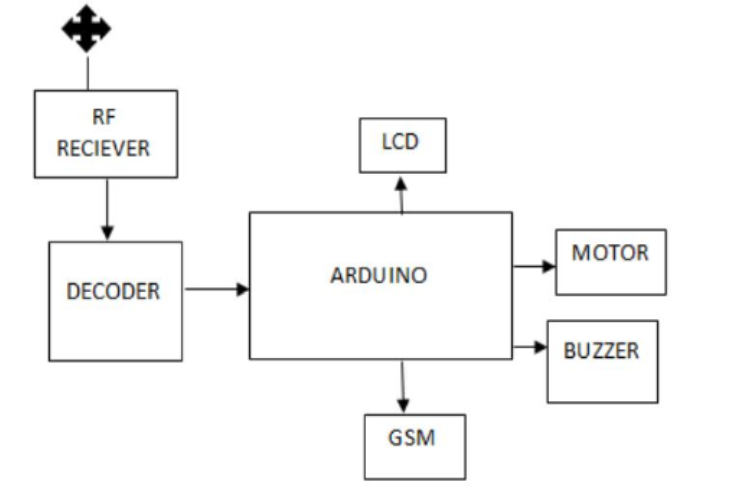 RF
RECIEVER
LCD
MOTOR
ARDUINO
DECODER
BUZZER
GSM